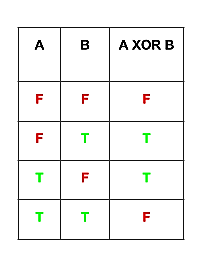 A B A XOR B
F F F
F T T
T F T
T T F